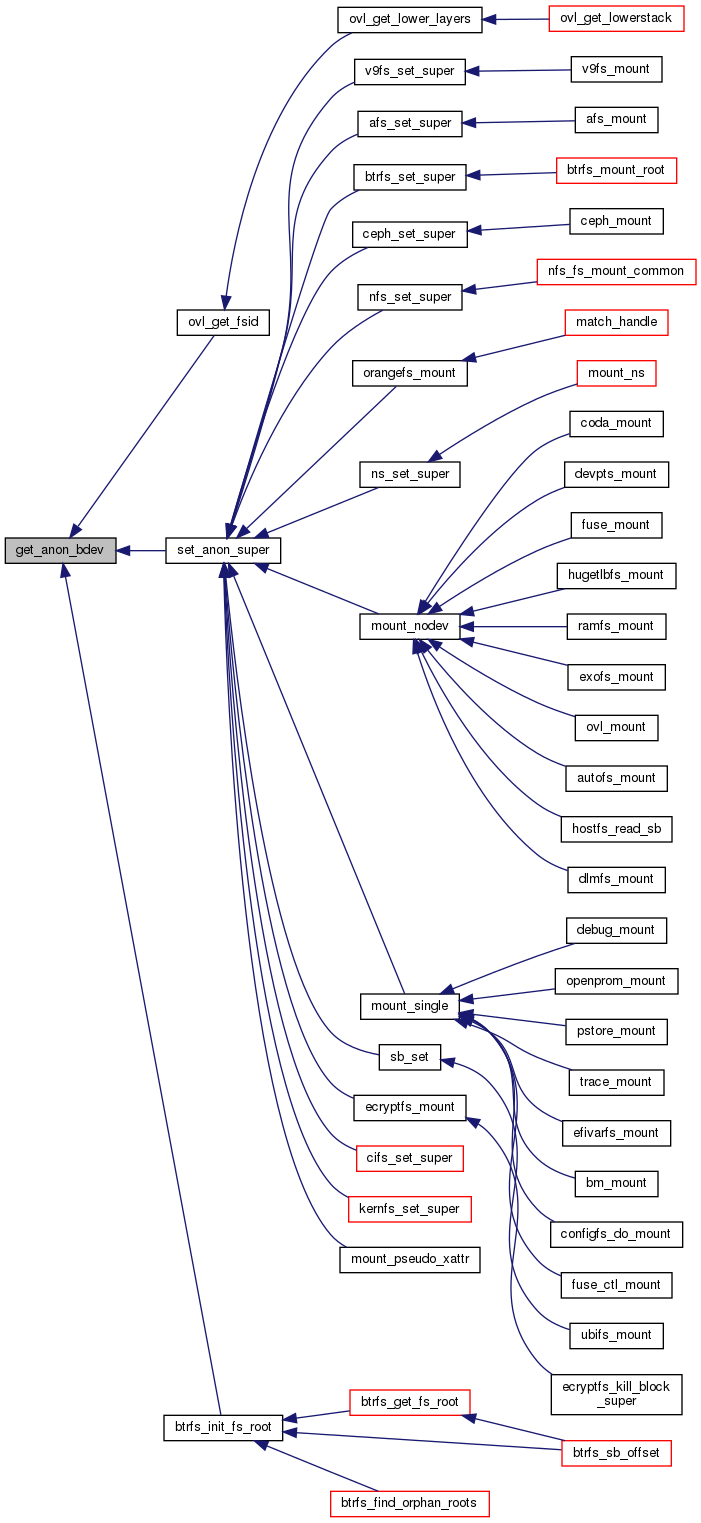 ovl_get_lower_layers
ovl_get_lowerstack
v9fs_set_super
v9fs_mount
afs_set_super
afs_mount
btrfs_set_super
btrfs_mount_root
ceph_set_super
ceph_mount
nfs_set_super
nfs_fs_mount_common
ovl_get_fsid
match_handle
orangefs_mount
mount_ns
coda_mount
ns_set_super
devpts_mount
fuse_mount
get_anon_bdev
set_anon_super
hugetlbfs_mount
mount_nodev
ramfs_mount
exofs_mount
ovl_mount
autofs_mount
hostfs_read_sb
dlmfs_mount
debug_mount
openprom_mount
mount_single
pstore_mount
sb_set
trace_mount
ecryptfs_mount
efivarfs_mount
cifs_set_super
bm_mount
kernfs_set_super
configfs_do_mount
mount_pseudo_xattr
fuse_ctl_mount
ubifs_mount
ecryptfs_kill_block
_super
btrfs_get_fs_root
btrfs_init_fs_root
btrfs_sb_offset
btrfs_find_orphan_roots